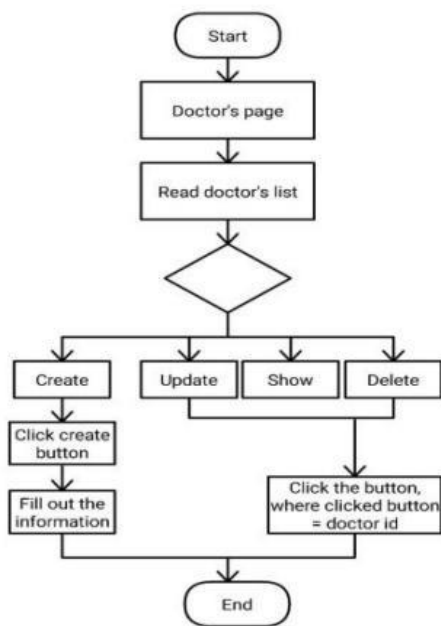 Start
Doctor's page
Read doctor's list
Create
Update
Show
Delete
Click create
button
Fill out the
information
Click the button,
where clicked button
= doctor id
End